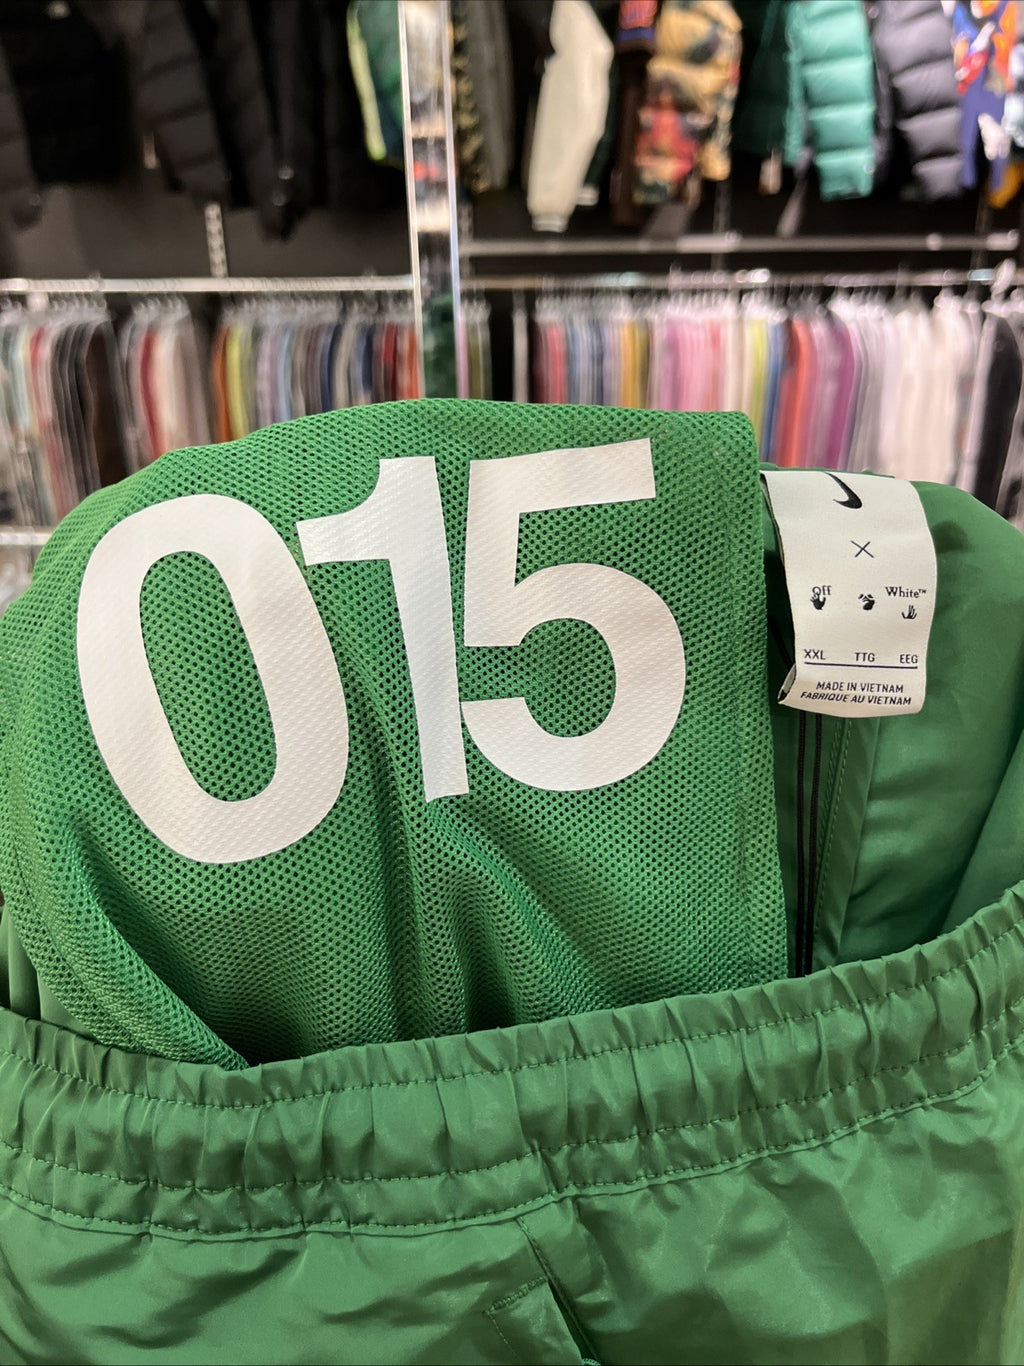 015
×
Off White™
XXL TTG EEG
MADE IN VIETNAM
FABRIQUE AU VIETNAM